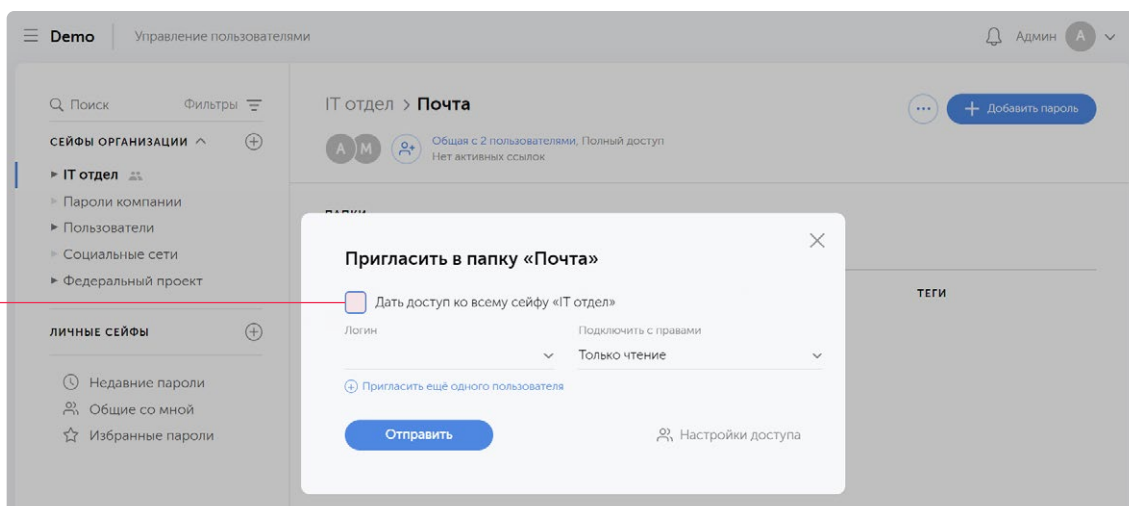 Demo
Управление пользователями
Админ
А
Поиск
Фильтры
СЕЙФЫ ОРГАНИЗАЦИИ
IT отдел
Пароли компании
Пользователи
Социальные сети
Федеральный проект
ЛИЧНЫЕ СЕЙФЫ
Недавние пароли
Общие со мной
Избранные пароли
IT отдел > Почта
Добавить пароль
А М
Общая с 2 пользователями, Полный доступ
Нет активных ссылок
ПАПКИ
ТЕГИ
Пригласить в папку «Почта»
Дать доступ ко всему сейфу «IT отдел»
Логин
Подключить с правами
Только чтение
Пригласить ещё одного пользователя
Отправить
Настройки доступа